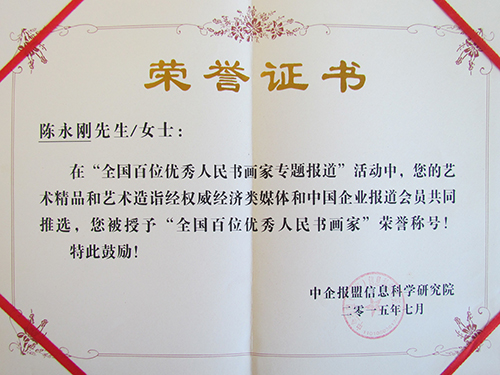 荣誉证书
陈永刚先生/女士：
在“全国百位优秀人民书画家专题报道”活动中，您的艺
术精品和艺术造诣经权威经济类媒体和中国企业报道会员共同
推选，您被授予“全国百位优秀人民书画家”荣誉称号！
特此鼓励！
中企报盟信息科学研究院
二零一五年七月